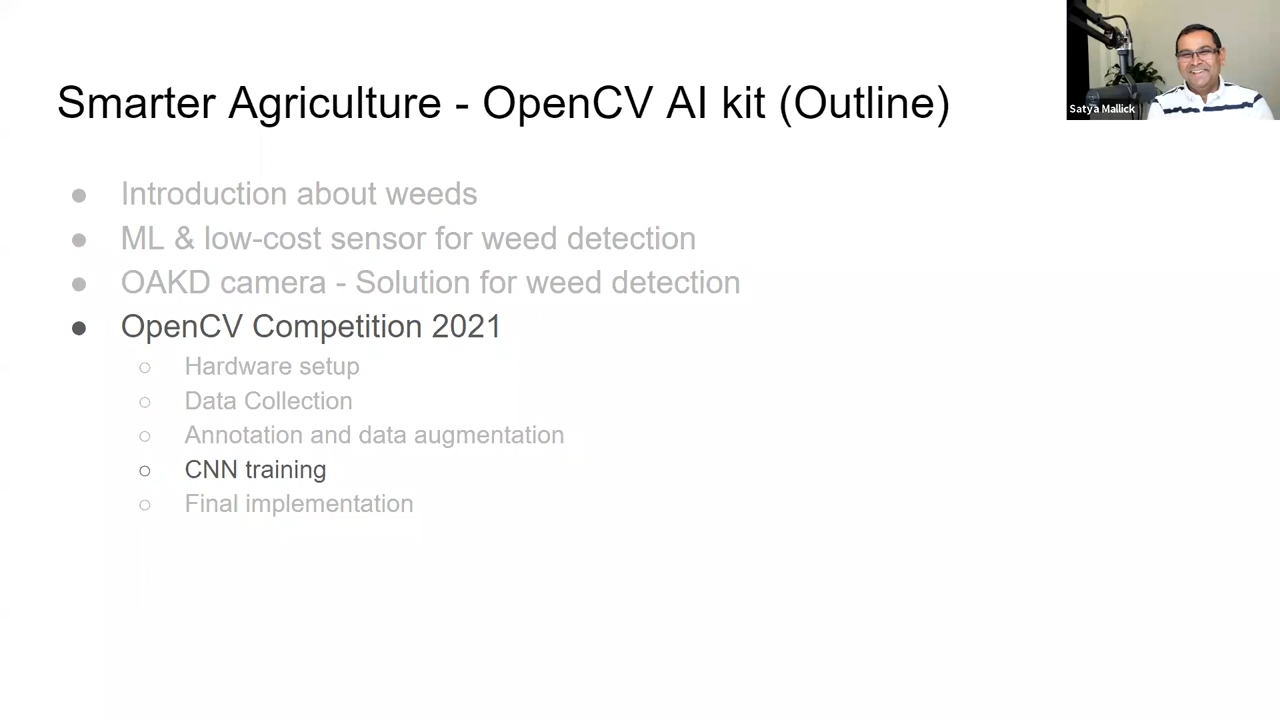 Smarter Agriculture - OpenCV AI kit (Outline)
Satya Mallick
● Introduction about weeds
● ML & low-cost sensor for weed detection
● OAKD camera - Solution for weed detection
● OpenCV Competition 2021
○ Hardware setup
○ Data Collection
○ Annotation and data augmentation
○ CNN training
○ Final implementation